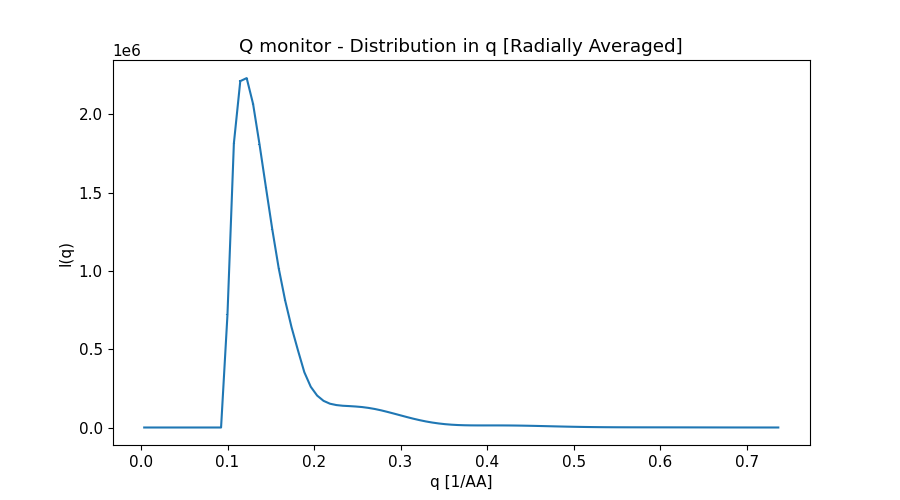 Q monitor - Distribution in q [Radially Averaged]
1e6
2.0
1.5
1.0
0.5
0.0
I(q)
0.0 0.1 0.2 0.3 0.4 0.5 0.6 0.7
q [1/AA]